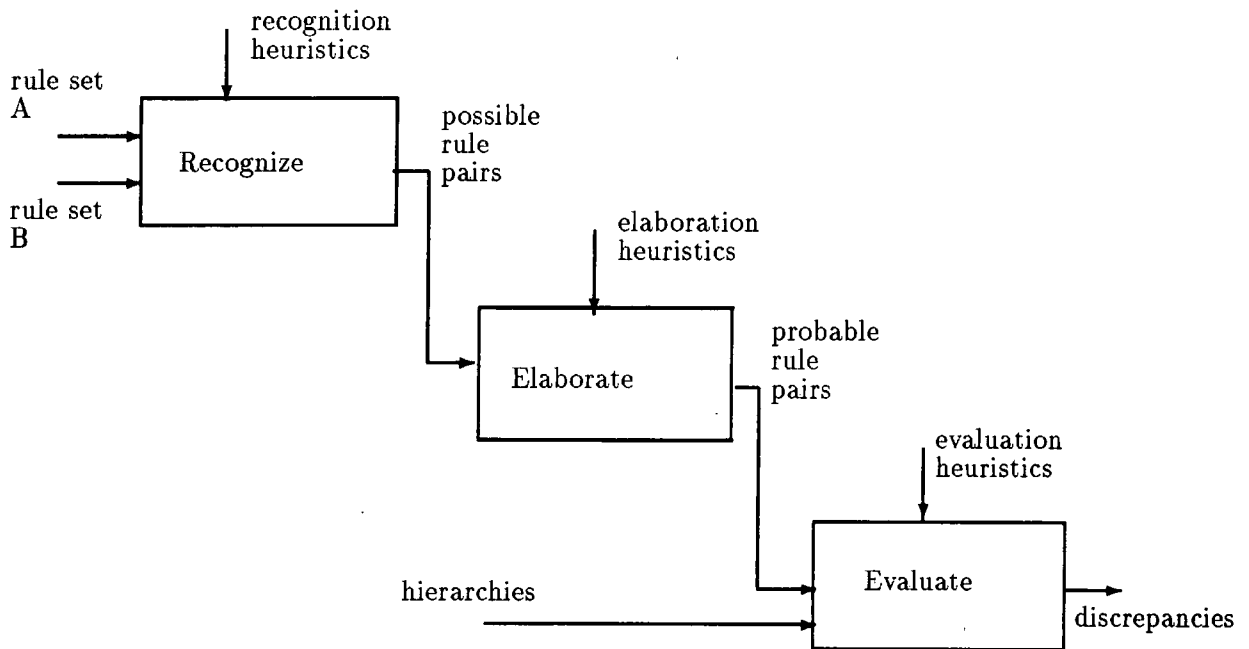 recognition
heuristics
rule set
A
Recognize
rule set
B
possible
rule
pairs
elaboration
heuristics
Elaborate
probable
rule
pairs
evaluation
heuristics
hierarchies
Evaluate
discrepancies